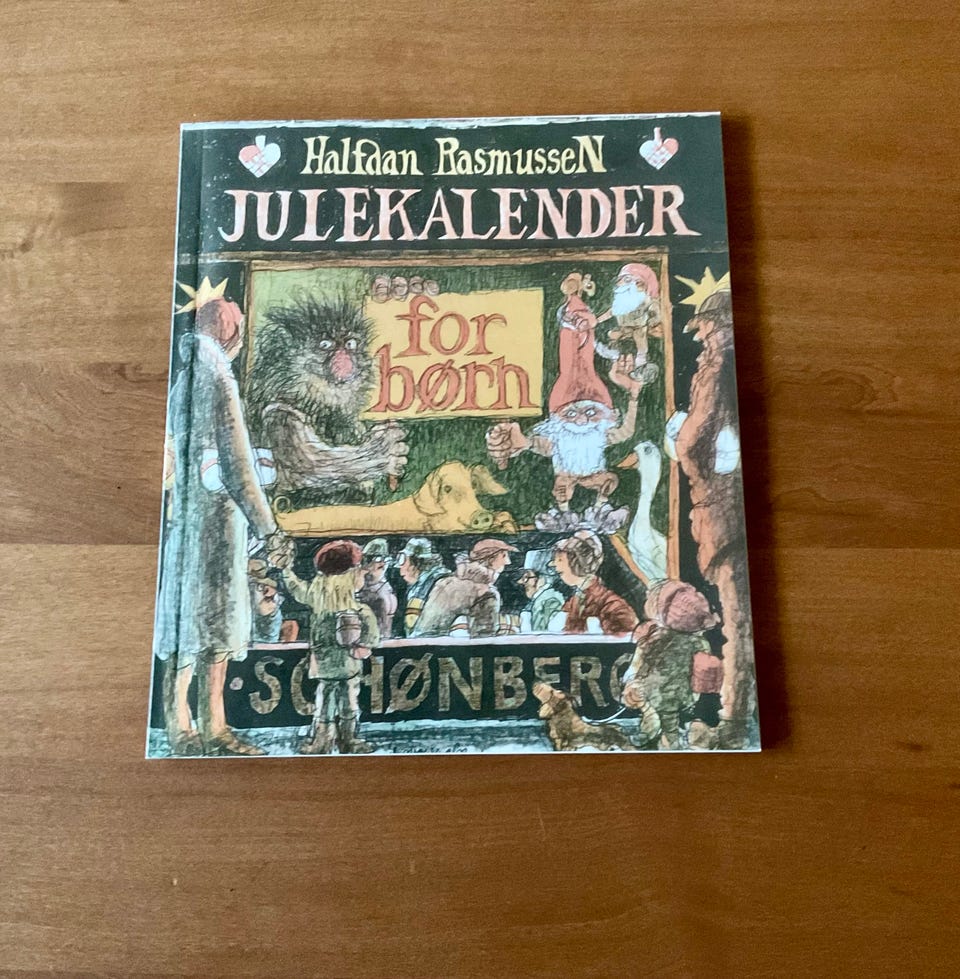 Halfdan Rasmussen
JULEKALENDER
for
børn
SCHØNBERG